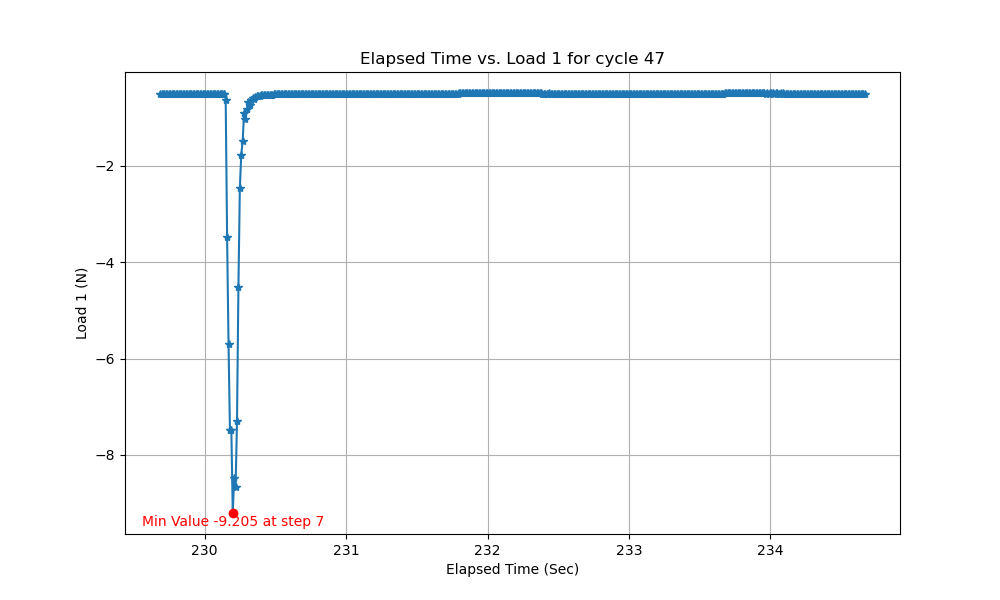 Elapsed Time vs. Load 1 for cycle 47
Load 1 (N)
−2
−4
−6
−8
Min Value -9.205 at step 7
230
231
232
233
234
Elapsed Time (Sec)